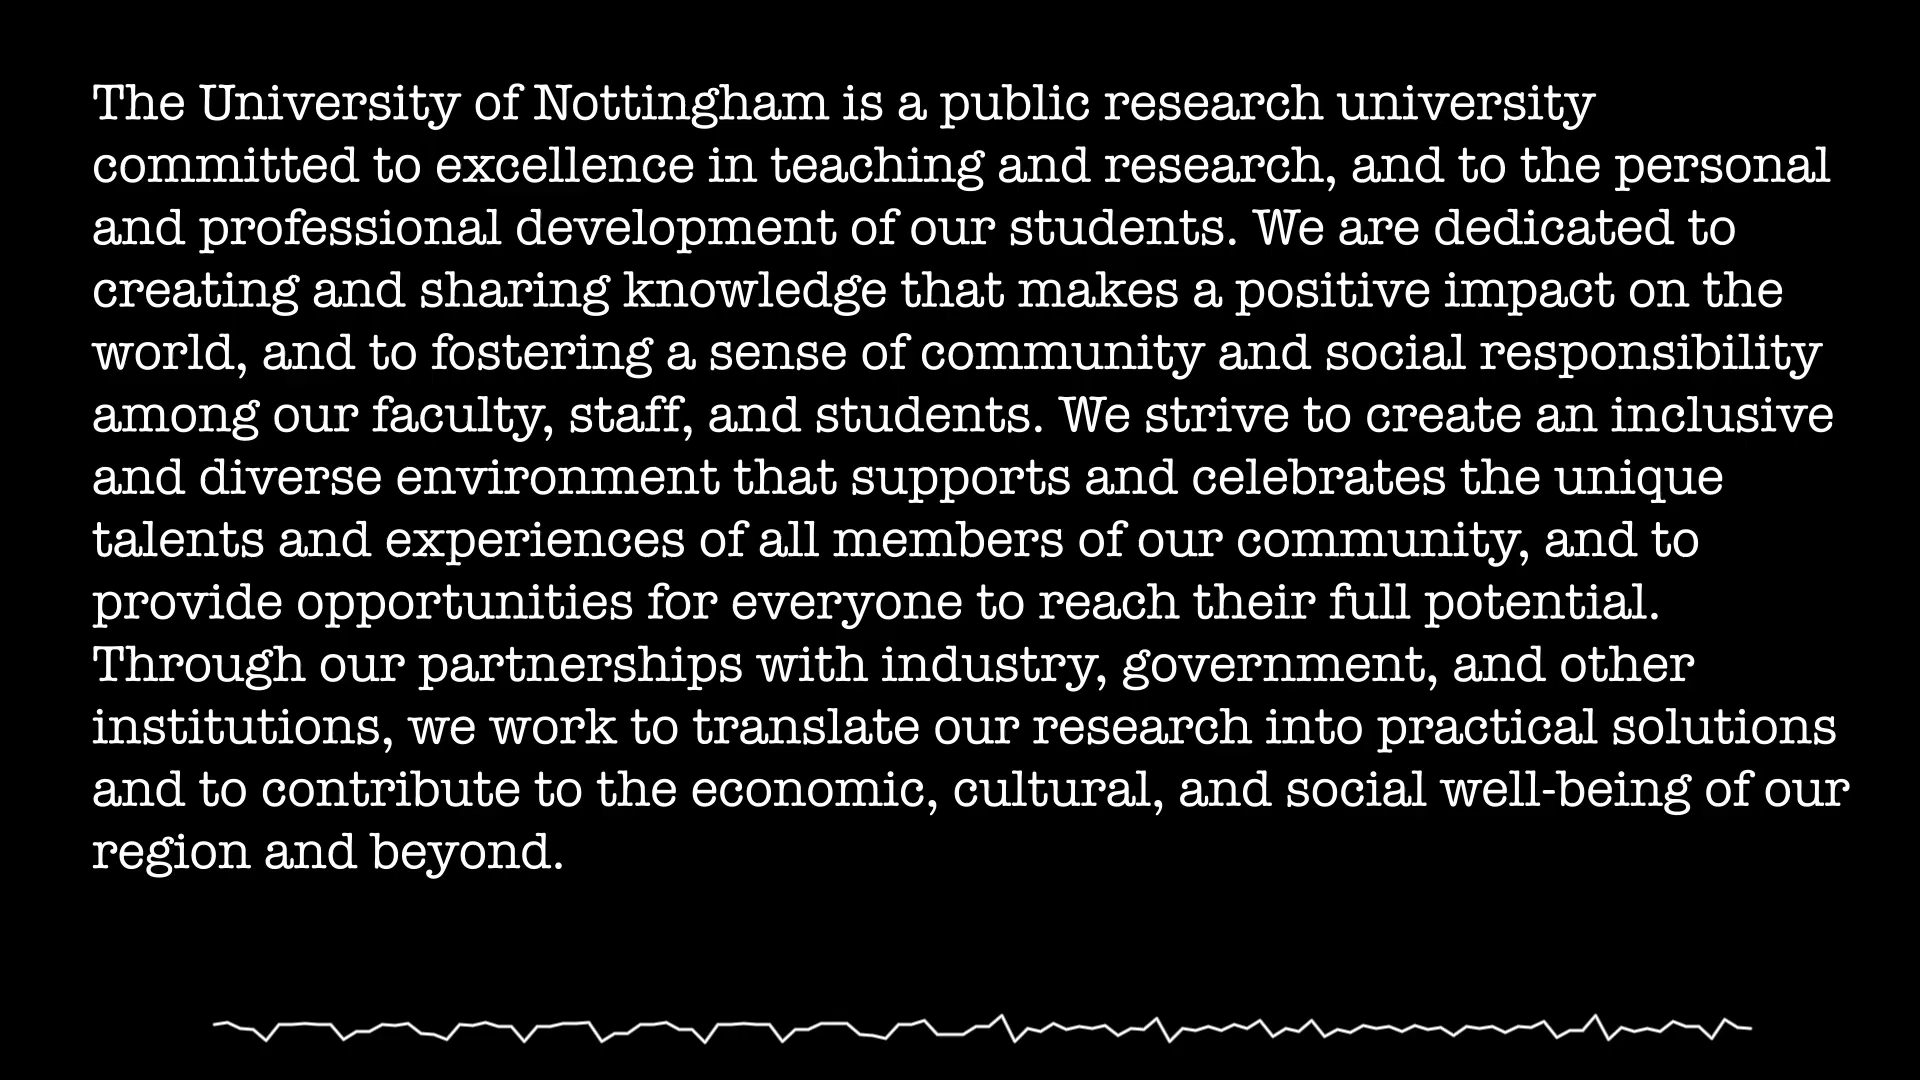 The University of Nottingham is a public research university
committed to excellence in teaching and research, and to the personal
and professional development of our students. We are dedicated to
creating and sharing knowledge that makes a positive impact on the
world, and to fostering a sense of community and social responsibility
among our faculty, staff, and students. We strive to create an inclusive
and diverse environment that supports and celebrates the unique
talents and experiences of all members of our community, and to
provide opportunities for everyone to reach their full potential.
Through our partnerships with industry, government, and other
institutions, we work to translate our research into practical solutions
and to contribute to the economic, cultural, and social well-being of our
region and beyond.